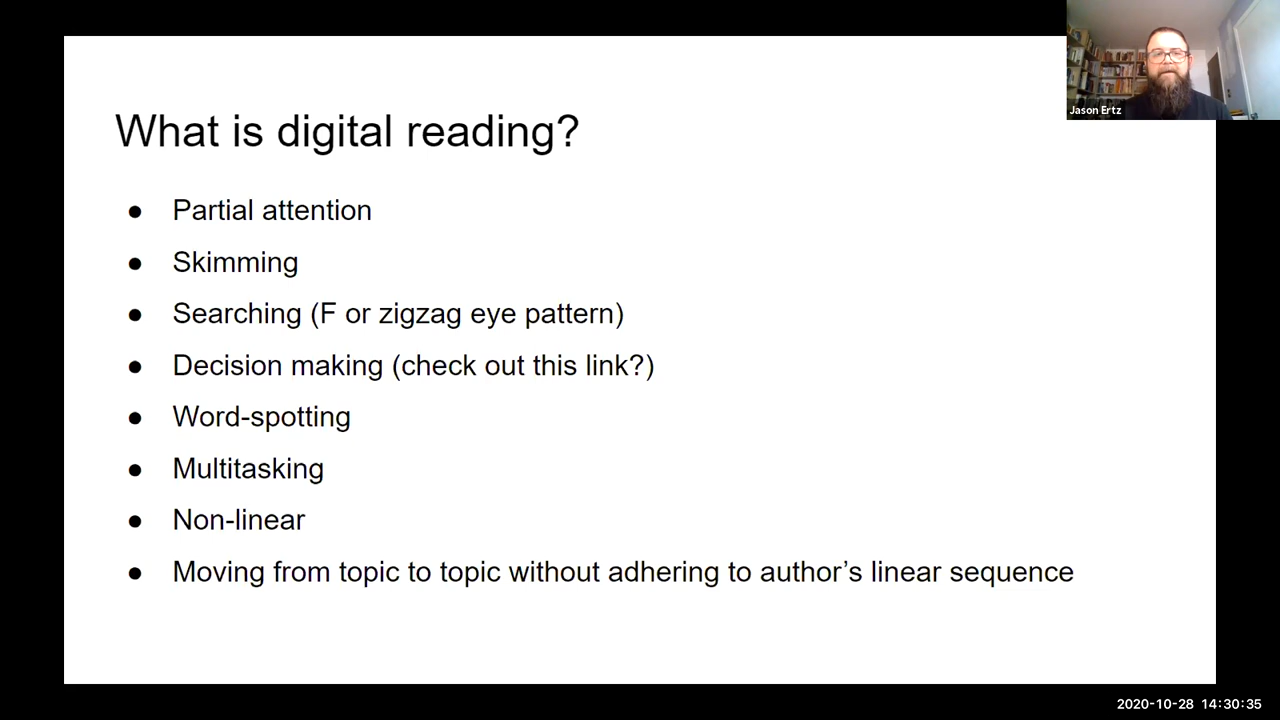 What is digital reading?
Jason Ertz
● Partial attention
● Skimming
● Searching (F or zigzag eye pattern)
● Decision making (check out this link?)
● Word-spotting
● Multitasking
● Non-linear
● Moving from topic to topic without adhering to author’s linear sequence
2020-10-28 14:30:35